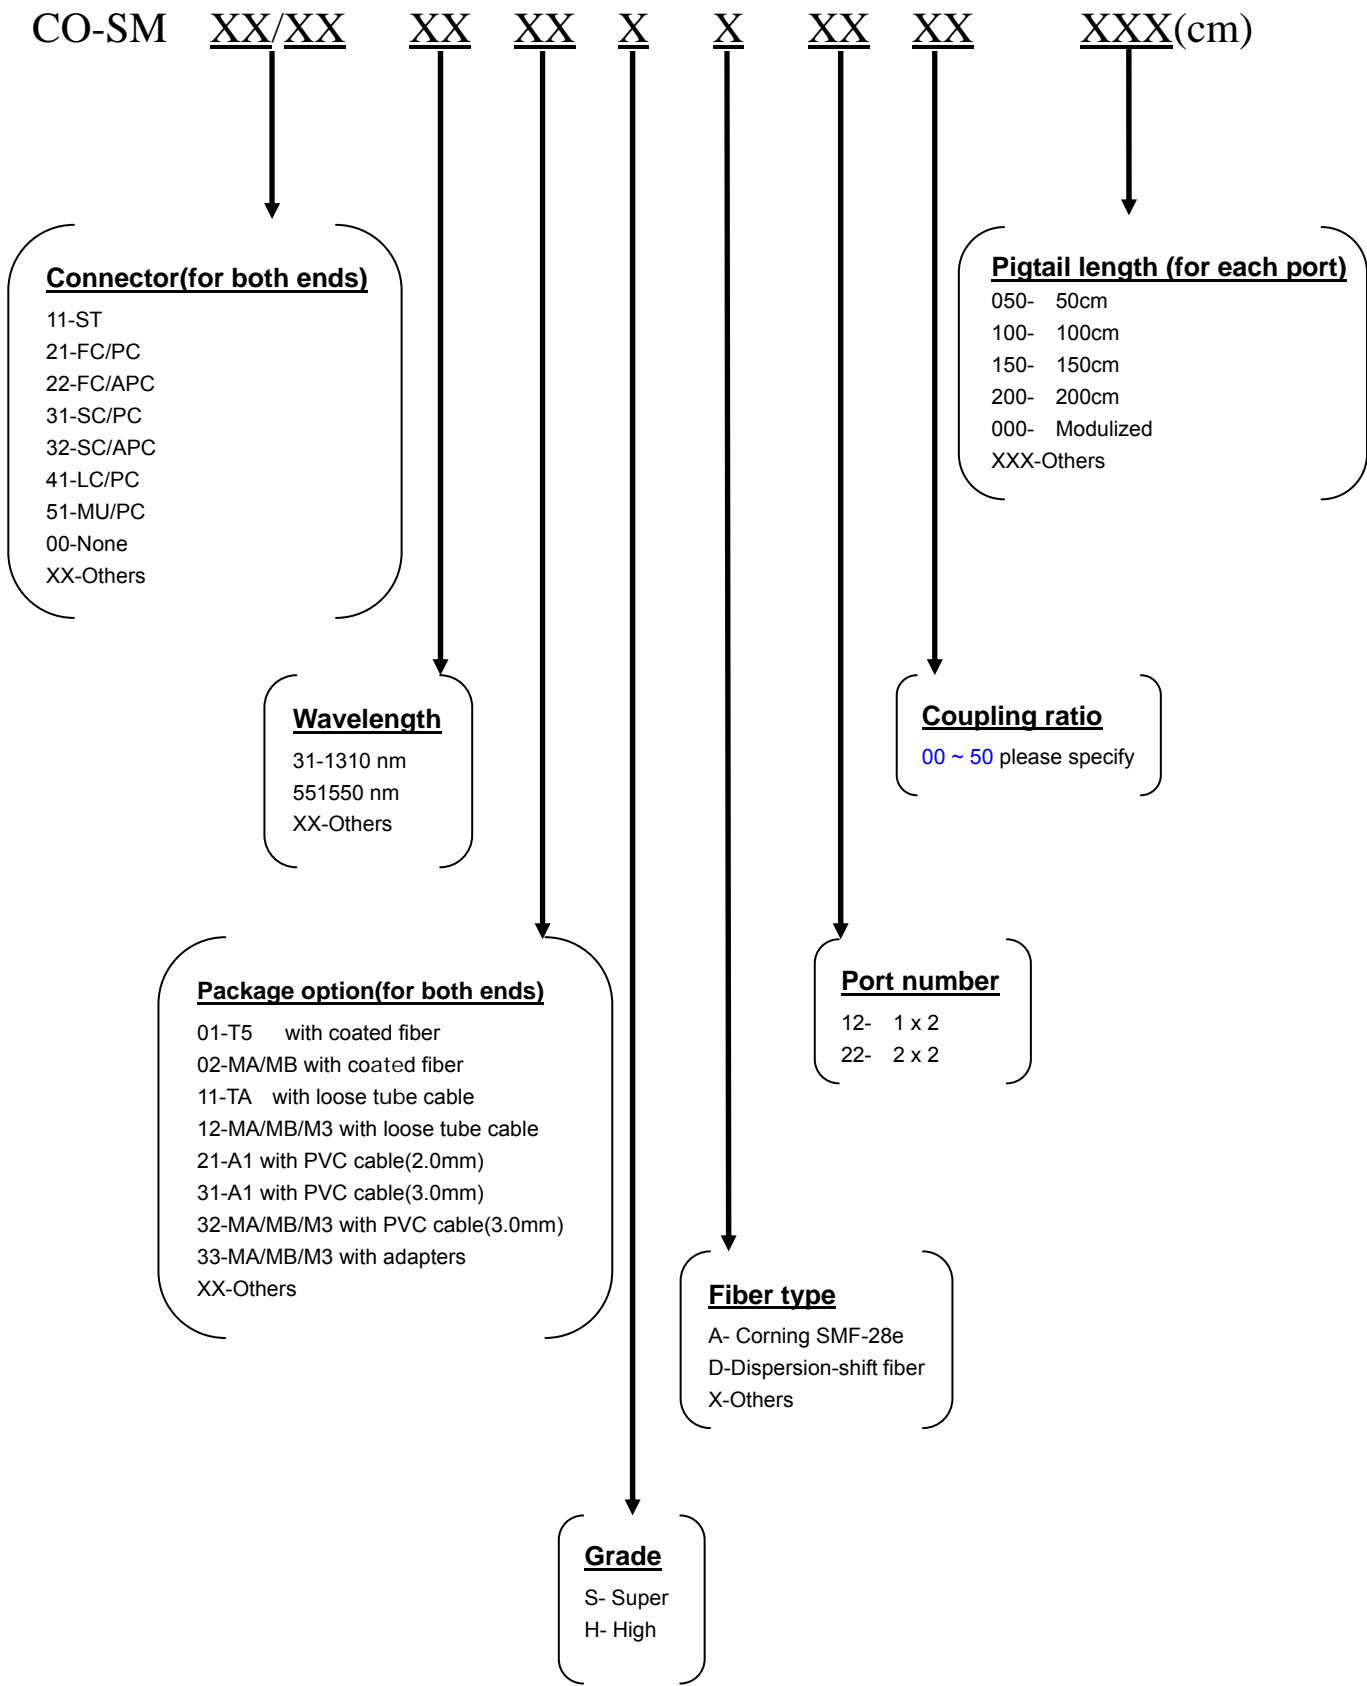 CO-SM XX/XX XX XX X X XX XX XXX(cm)
Connector(for both ends)
11-ST
21-FC/PC
22-FC/APC
31-SC/PC
32-SC/APC
41-LC/PC
51-MU/PC
00-None
XX-Others
Pigtail length (for each port)
050- 50cm
100- 100cm
150- 150cm
200- 200cm
000- Modulized
XXX-Others
Wavelength
31-1310 nm
551550 nm
XX-Others
Coupling ratio
00 ~ 50 please specify
Package option(for both ends)
01-T5 with coated fiber
02-MA/MB with coated fiber
11-TA with loose tube cable
12-MA/MB/M3 with loose tube cable
21-A1 with PVC cable(2.0mm)
31-A1 with PVC cable(3.0mm)
32-MA/MB/M3 with PVC cable(3.0mm)
33-MA/MB/M3 with adapters
XX-Others
Port number
12- 1 x 2
22- 2 x 2
Fiber type
A- Corning SMF-28e
D-Dispersion-shift fiber
X-Others
Grade
S- Super
H- High